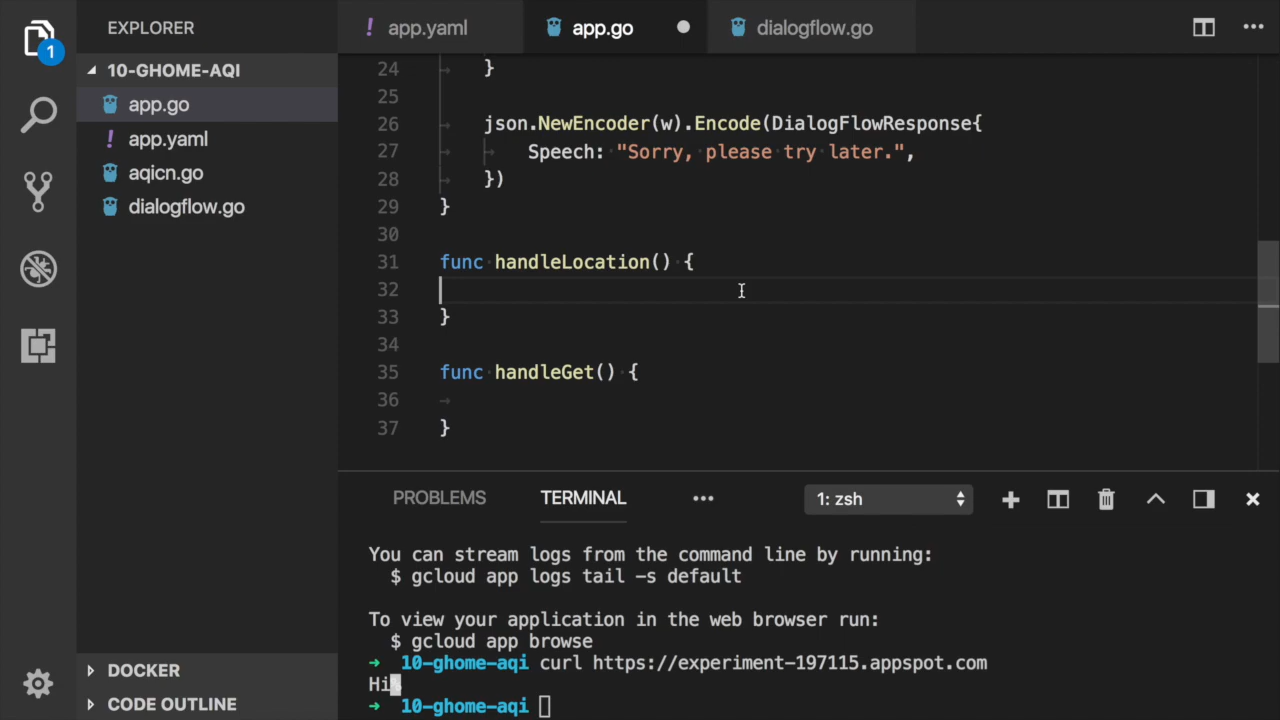 EXPLORER
! app.yaml
app.go
dialogflow.go
1
10-GHOME-AQI
app.go
! app.yaml
aqicn.go
dialogflow.go
24 }
25
26 json.NewEncoder(w).Encode(DialogFlowResponse{
27 Speech: "Sorry, please try later.",
28 })
29 }
30
31 func handleLocation() {
32
33 }
34
35 func handleGet() {
36
37 }
PROBLEMS TERMINAL ••• 1: zsh
You can stream logs from the command line by running:
$ gcloud app logs tail -s default
To view your application in the web browser run:
$ gcloud app browse
➜ 10-ghome-aqi curl https://experiment-197115.appspot.com
Hi%
➜ 10-ghome-aqi
DOCKER
CODE OUTLINE